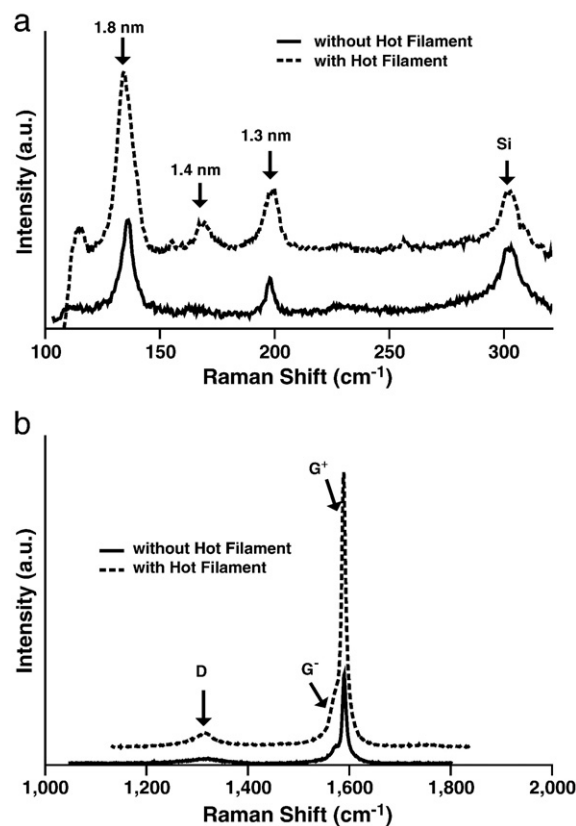 a
1.8 nm
without Hot Filament
with Hot Filament
1.3 nm
1.4 nm
Si
Intensity (a.u.)
100 150 200 250 300
Raman Shift (cm-1)
b
G+
without Hot Filament
with Hot Filament
D
G-
Intensity (a.u.)
1,000 1,200 1,400 1,600 1,800 2,000
Raman Shift (cm-1)